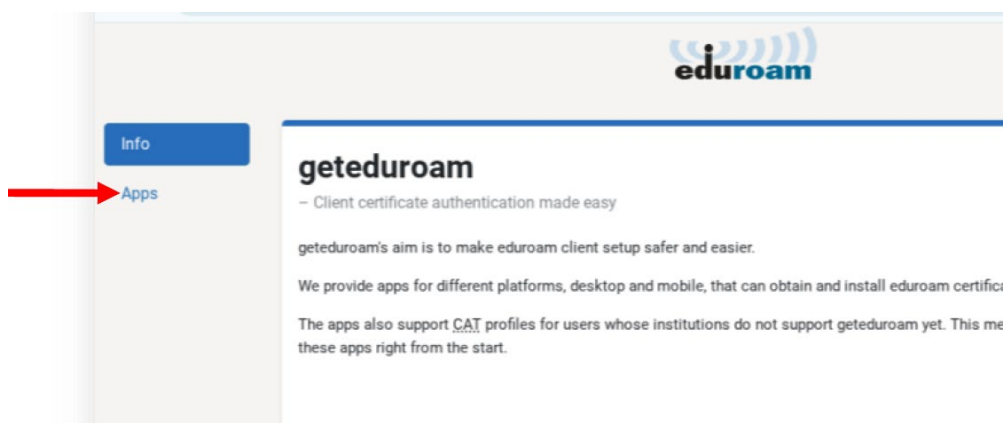 eduroam
Info
Apps
geteduroam
– Client certificate authentication made easy
geteduroam's aim is to make eduroam client setup safer and easier.
We provide apps for different platforms, desktop and mobile, that can obtain and install eduroam
The apps also support CAT profiles for users whose institutions do not support geteduroam yet. This
these apps right from the start.